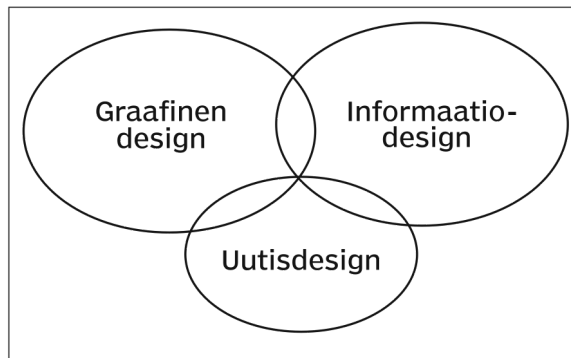 Graafinen
design
Informaatio-
design
Uutisdesign